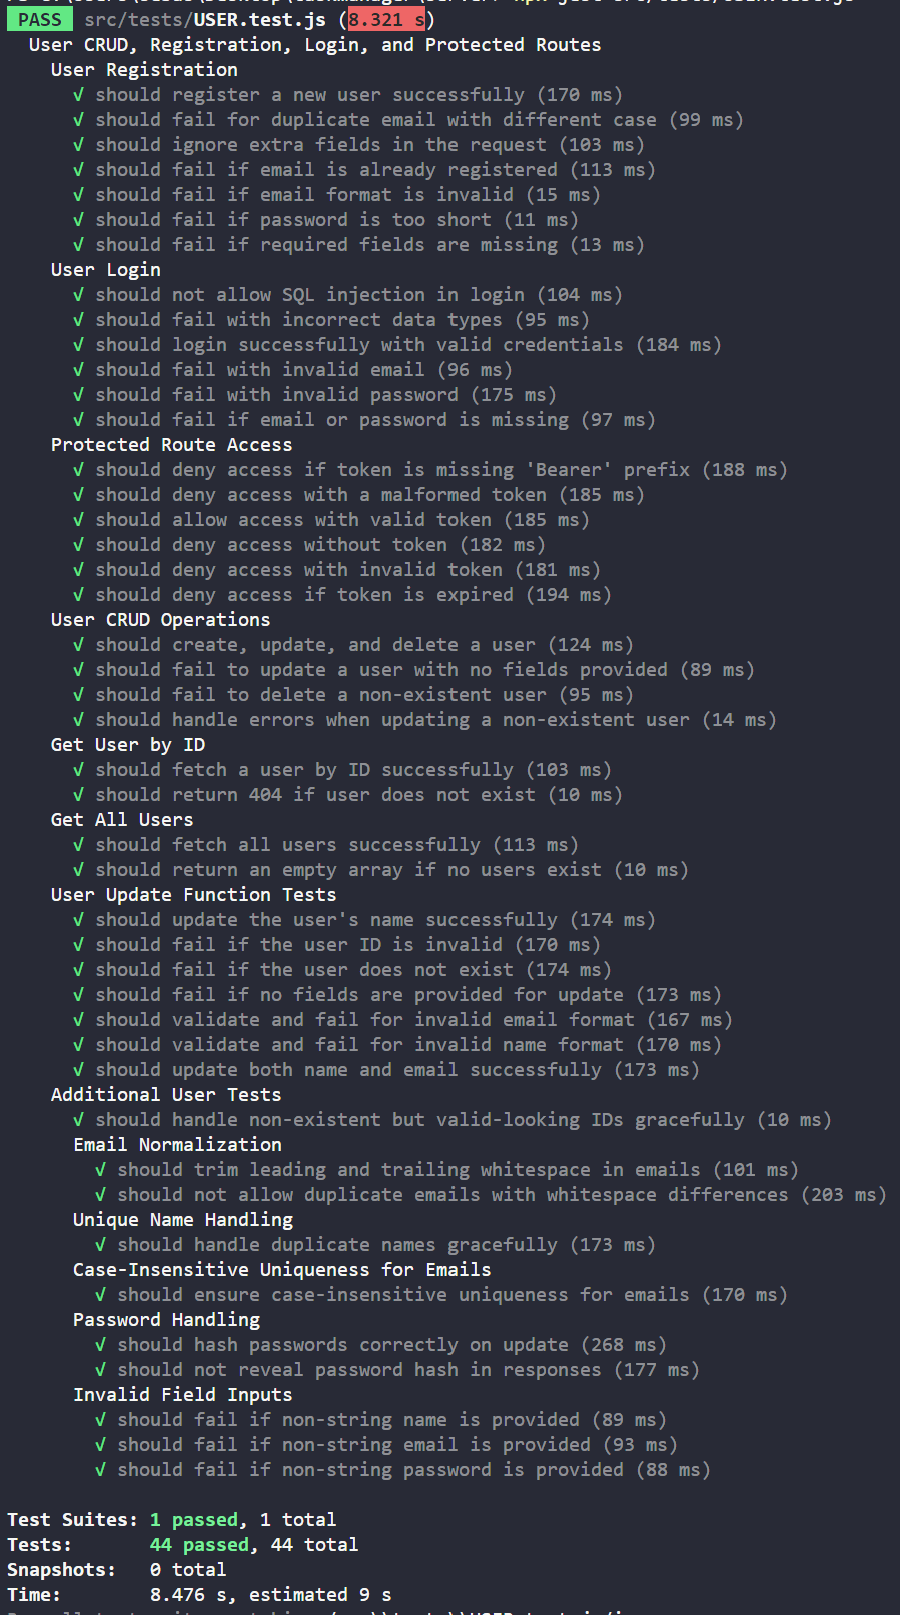 PASS src/tests/USER.test.js (8.321 s)
User CRUD, Registration, Login, and Protected Routes
User Registration
√ should register a new user successfully (170 ms)
√ should fail for duplicate email with different case (99 ms)
√ should ignore extra fields in the request (103 ms)
√ should fail if email is already registered (113 ms)
√ should fail if email format is invalid (15 ms)
√ should fail if password is too short (11 ms)
√ should fail if required fields are missing (13 ms)
User Login
√ should not allow SQL injection in login (104 ms)
√ should fail with incorrect data types (95 ms)
√ should login successfully with valid credentials (184 ms)
√ should fail with invalid email (96 ms)
√ should fail with invalid password (175 ms)
√ should fail if email or password is missing (97 ms)
Protected Route Access
√ should deny access if token is missing 'Bearer' prefix (188 ms)
√ should deny access with a malformed token (185 ms)
√ should allow access with valid token (185 ms)
√ should deny access without token (182 ms)
√ should deny access with invalid token (181 ms)
√ should deny access if token is expired (194 ms)
User CRUD Operations
√ should create, update, and delete a user (124 ms)
√ should fail to update a user with no fields provided (89 ms)
√ should fail to delete a non-existent user (95 ms)
√ should handle errors when updating a non-existent user (14 ms)
Get User by ID
√ should fetch a user by ID successfully (103 ms)
√ should return 404 if user does not exist (10 ms)
Get All Users
√ should fetch all users successfully (113 ms)
√ should return an empty array if no users exist (10 ms)
User Update Function Tests
√ should update the user's name successfully (174 ms)
√ should fail if the user ID is invalid (170 ms)
√ should fail if the user does not exist (174 ms)
√ should fail if no fields are provided for update (173 ms)
√ should validate and fail for invalid email format (167 ms)
√ should validate and fail for invalid name format (170 ms)
√ should update both name and email successfully (173 ms)
Additional User Tests
√ should handle non-existent but valid-looking IDs gracefully (10 ms)
Email Normalization
√ should trim leading and trailing whitespace in emails (101 ms)
√ should not allow duplicate emails with whitespace differences (203 ms)
Unique Name Handling
√ should handle duplicate names gracefully (173 ms)
Case-Insensitive Uniqueness for Emails
√ should ensure case-insensitive uniqueness for emails (170 ms)
Password Handling
√ should hash passwords correctly on update (268 ms)
√ should not reveal password hash in responses (177 ms)
Invalid Field Inputs
√ should fail if non-string name is provided (89 ms)
√ should fail if non-string email is provided (93 ms)
√ should fail if non-string password is provided (88 ms)
Test Suites: 1 passed, 1 total
Tests: 44 passed, 44 total
Snapshots: 0 total
Time: 8.476 s, estimated 9 s